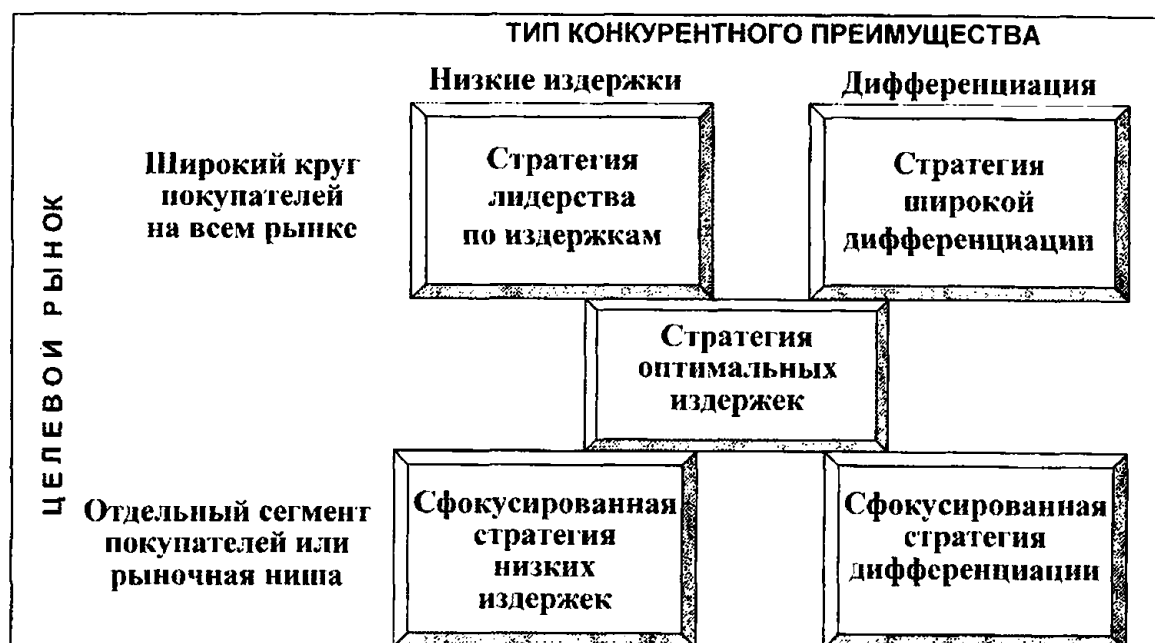 ТИП КОНКУРЕНТНОГО ПРЕИМУЩЕСТВА
Низкие издержки
Дифференциация
ЦЕЛЕВОЙ РЫНОК
Широкий круг
покупателей
на всем рынке
Стратегия
лидерства
по издержкам
Стратегия
широкой
дифференциации
Стратегия
оптимальных
издержек
Отдельный сегмент
покупателей или
рыночная ниша
Сфокусированная
стратегия
низких
издержек
Сфокусированная
стратегия
дифференциации